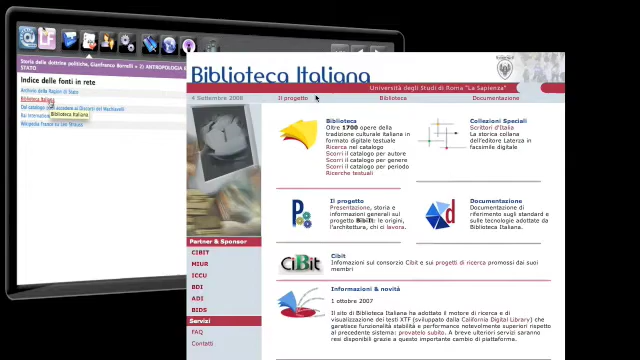 Storia delle dottrine politiche, Gianfranco Borrelli
STATO
Indice delle fonti in rete
Archivio della Ragion di Stato
Biblioteca Italiana
Biblioteca Italiana
Biblioteca Italiana
Università degli Studi di Roma "La Sapienza"
4 Settembre 2008
Il progetto
Biblioteca
Documentazione
Biblioteca
Oltre 1700 opere della
tradizione culturale italiana in
formato digitale testuale
Ricerca nel catalogo
Scorri il catalogo per autore
Scorri il catalogo per genere
Scorri il catalogo per periodo
Ricerche testuali
Collezioni Speciali
Scrittori d'Italia
La storica collana
dell'editore Laterza in
facsimile digitale
Il progetto
Presentazione, storia e
informazioni generali sul
progetto BibIt: le origini,
l'architettura, chi ci lavora.
Documentazione
Documentazione di
riferimento sugli standard e
sulle tecnologie adottate da
Biblioteca Italiana.
Partner & Sponsor
CIBIT
MIUR
ICCU
BDI
ADI
BIDS
Servizi
FAQ
Contatti
CiBit
Cibit
Infomazioni sul consorzio Cibit e sui progetti di ricerca promossi dai suoi
membri
Informazioni & novità
1 ottobre 2007
Il sito di Biblioteca Italiana ha adottato il motore di ricerca e di
visualizzazione dei testi XTF (sviluppato dalla California Digital Library) che
garantisce funzionalità stabilità e performance notevolmente superiori rispetto
al precedente sistema: provatelo subito. A breve ulteriori servizi saranno
resi disponibili grazie a questo importante cambio di piattaforma.